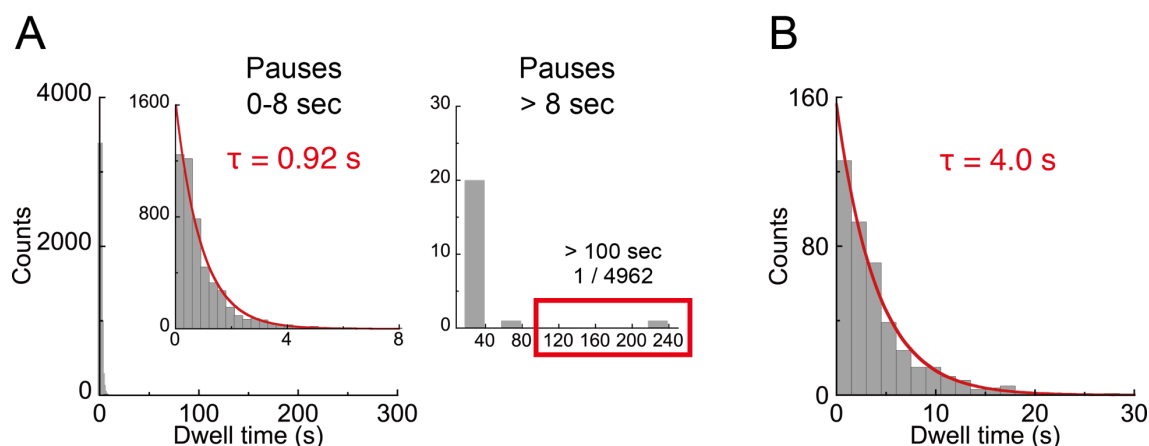 A
Counts
4000
2000
0
0 100 200 300
Dwell time (s)
Pauses
0-8 sec
τ = 0.92 s
1600
800
0
0 4 8
Pauses
> 8 sec
30
20
10
0
40 80 120 160 200 240
> 100 sec
1 / 4962
B
Counts
160
80
0
0 10 20 30
Dwell time (s)
τ = 4.0 s